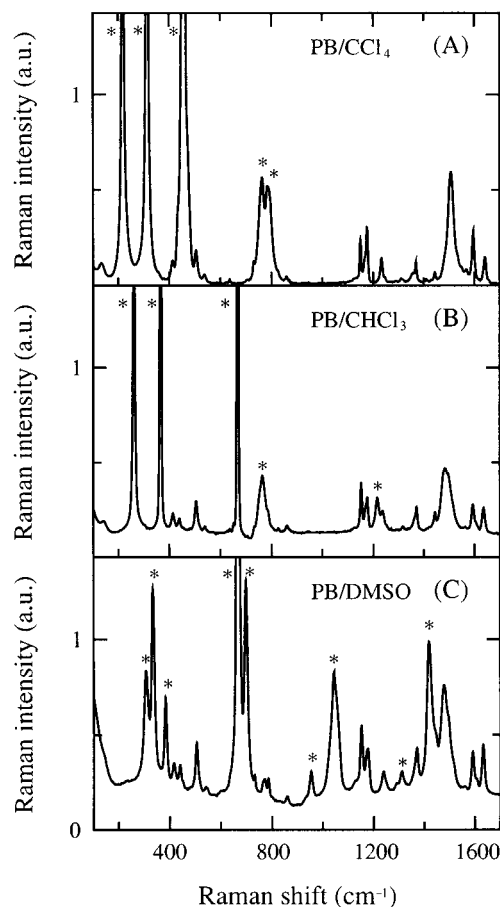 * * *
PB/CCl₄ (A)
1
* *
Raman intensity (a.u.)
PB/CHCl₃ (B)
* * *
1
* *
Raman intensity (a.u.)
PB/DMSO (C)
* * *
*
1
* *
* *
* *
0
Raman intensity (a.u.)
400 800 1200 1600
Raman shift (cm⁻¹)